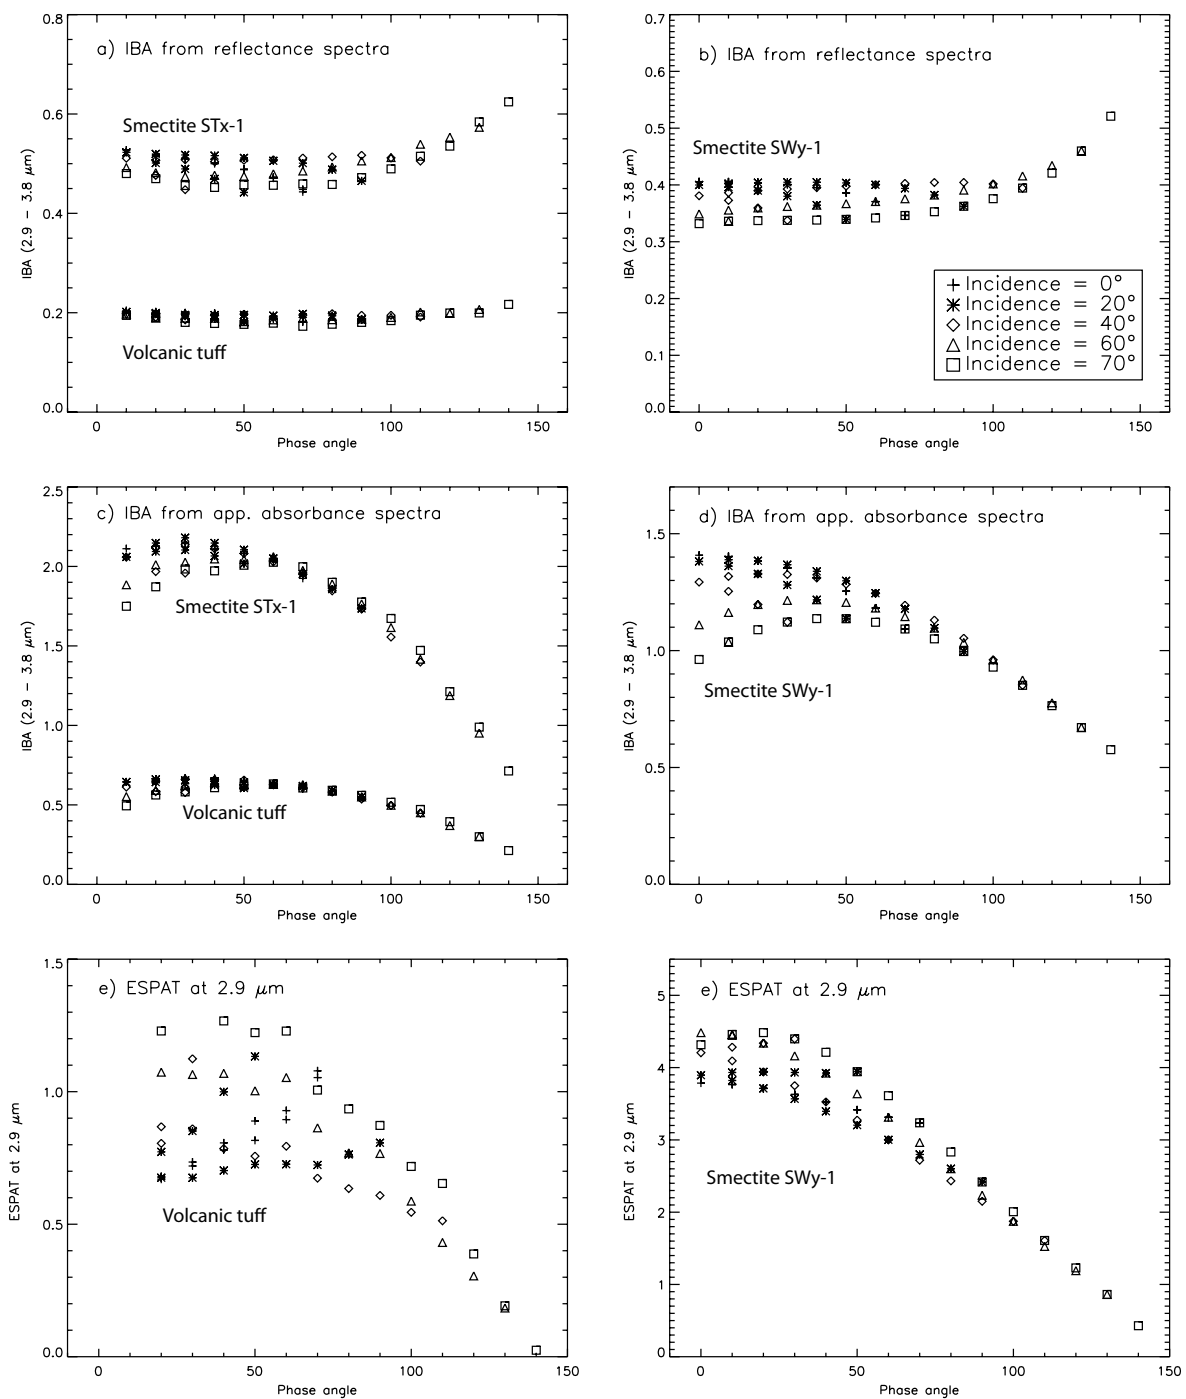 a) IBA from reflectance spectra
Smectite STx-1
Volcanic tuff
IBA (2.9 – 3.8 μm)
0.8
0.6
0.4
0.2
0.0
0 50 100 150
Phase angle
b) IBA from reflectance spectra
Smectite SWy-1
Incidence = 0°
Incidence = 20°
Incidence = 40°
Incidence = 60°
Incidence = 70°
IBA (2.9 – 3.8 μm)
0.7
0.6
0.5
0.4
0.3
0.2
0.1
0.0
0 50 100 150
Phase angle
c) IBA from app. absorbance spectra
Smectite STx-1
Volcanic tuff
IBA (2.9 – 3.8 μm)
2.5
2.0
1.5
1.0
0.5
0.0
0 50 100 150
Phase angle
d) IBA from app. absorbance spectra
Smectite SWy-1
IBA (2.9 – 3.8 μm)
1.5
1.0
0.5
0.0
0 50 100 150
Phase angle
e) ESPAT at 2.9 μm
Volcanic tuff
ESPAT at 2.9 μm
1.5
1.0
0.5
0.0
0 50 100 150
Phase angle
e) ESPAT at 2.9 μm
Smectite SWy-1
ESPAT at 2.9 μm
5
4
3
2
1
0
0 50 100 150
Phase angle